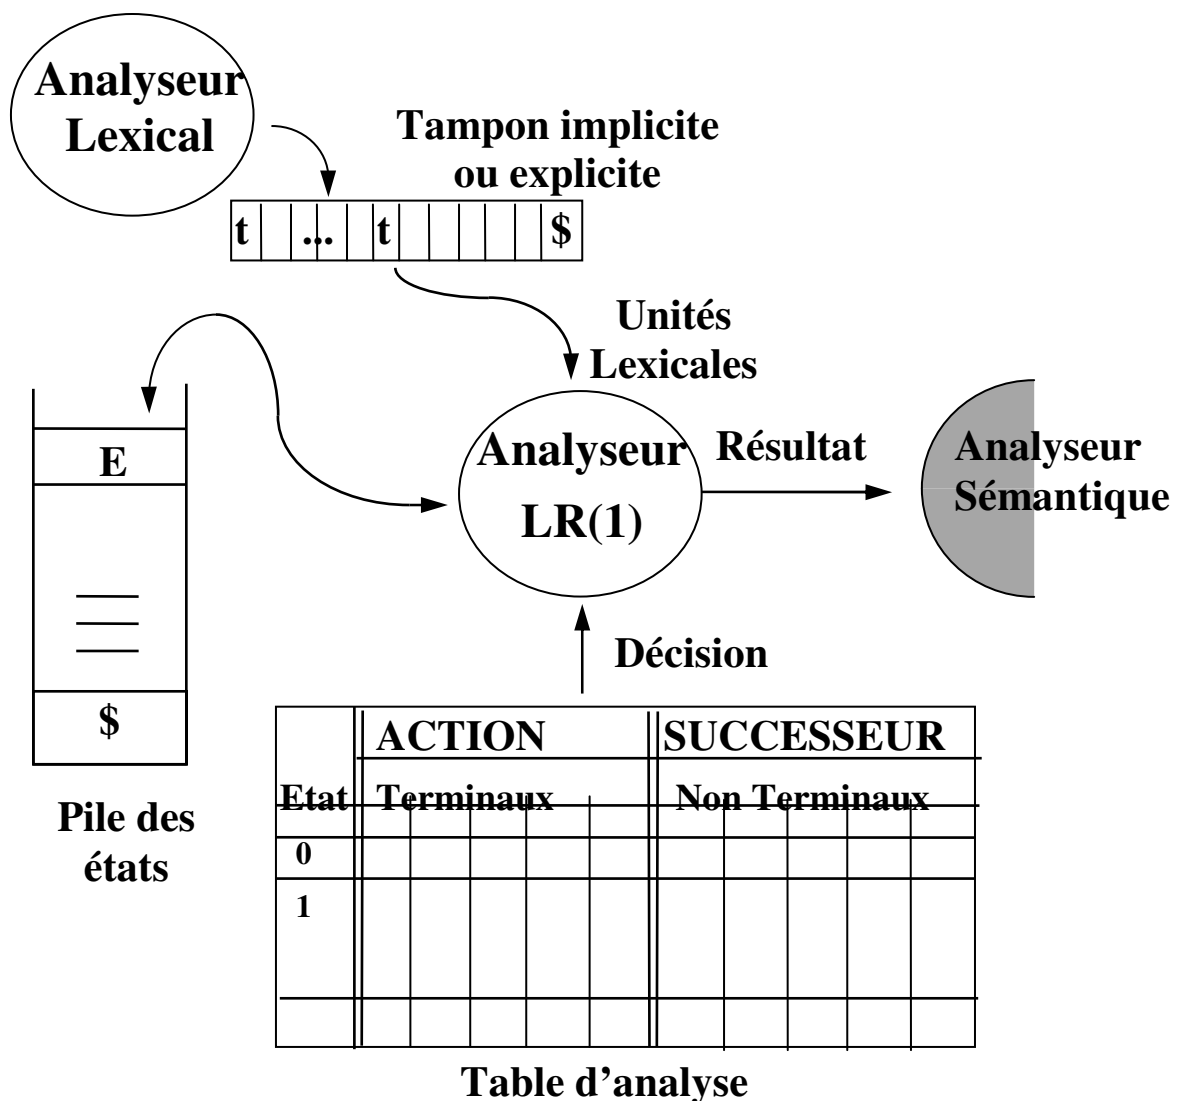 Analyseur
Lexical
Tampon implicite
ou explicite
t ... t $
Unités
Lexicales
E
$
Pile des
états
Analyseur
LR(1)
Résultat
Analyseur
Sémantique
Décision
ACTION SUCCESSEUR
Etat Terminaux Non Terminaux
0
1
Table d’analyse